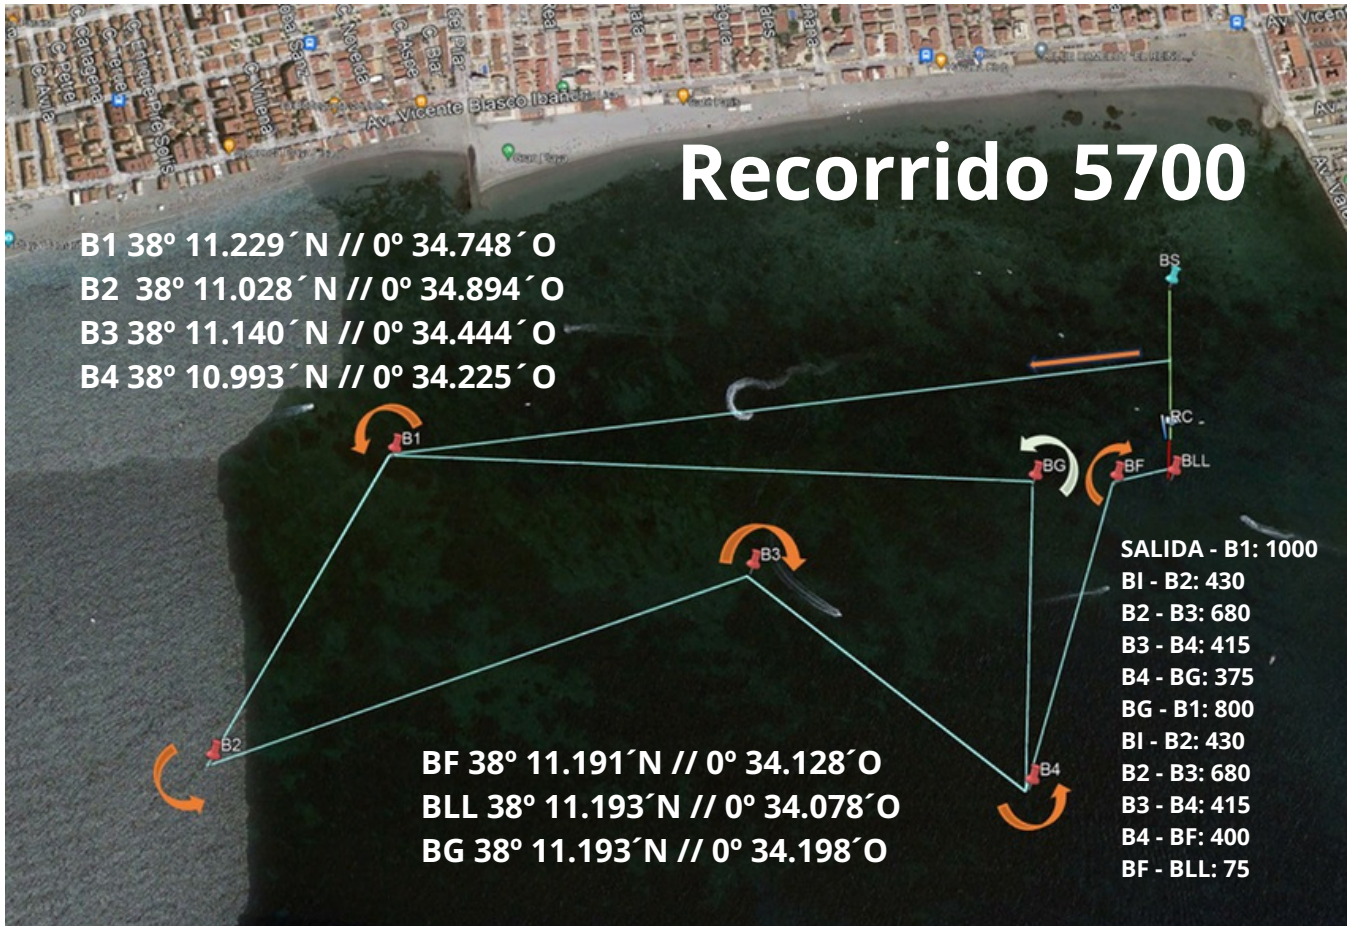 Av. Vicente Blasco Ibañez
Recorrido 5700
B1 38º 11.229´N // 0º 34.748´O
B2 38º 11.028´N // 0º 34.894´O
B3 38º 11.140´N // 0º 34.444´O
B4 38º 10.993´N // 0º 34.225´O
BS
RC
B1
BG
BF
BLL
B3
B2
B4
SALIDA - B1: 1000
BI - B2: 430
B2 - B3: 680
B3 - B4: 415
B4 - BG: 375
BG - B1: 800
BI - B2: 430
B2 - B3: 680
B3 - B4: 415
B4 - BF: 400
BF - BLL: 75
BF 38º 11.191´N // 0º 34.128´O
BLL 38º 11.193´N // 0º 34.078´O
BG 38º 11.193´N // 0º 34.198´O